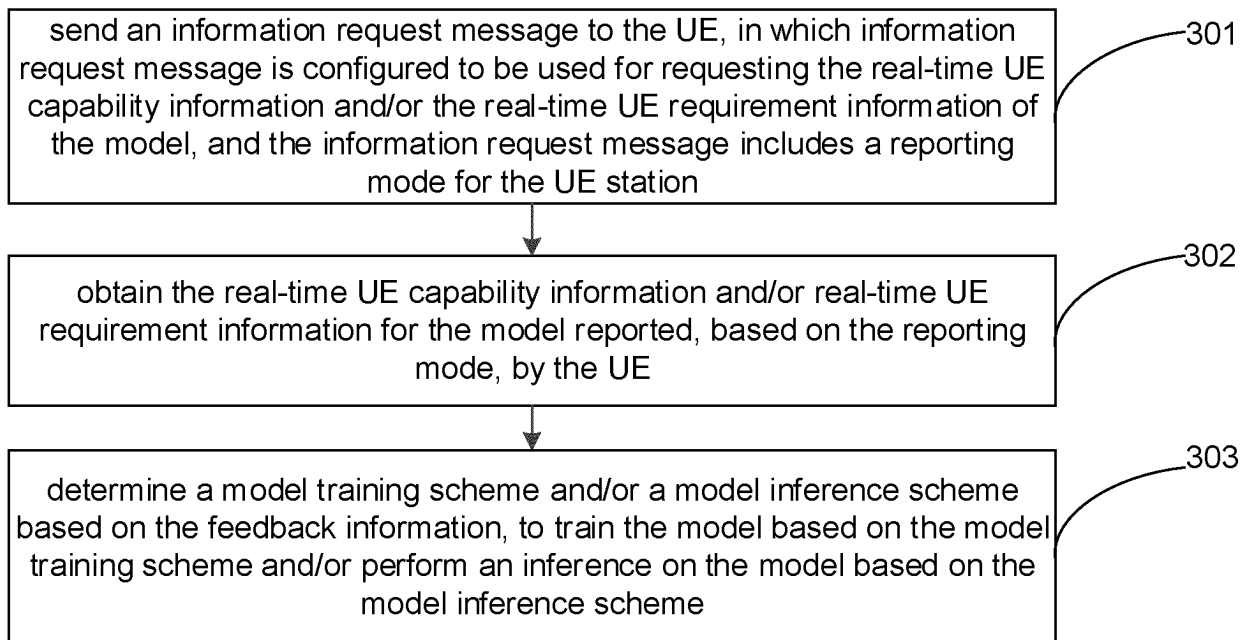 send an information request message to the UE, in which information
request message is configured to be used for requesting the real-time UE
capability information and/or the real-time UE requirement information of
the model, and the information request message includes a reporting
mode for the UE station
301
obtain the real-time UE capability information and/or real-time UE
requirement information for the model reported, based on the reporting
mode, by the UE
302
determine a model training scheme and/or a model inference scheme
based on the feedback information, to train the model based on the model
training scheme and/or perform an inference on the model based on the
model inference scheme
303